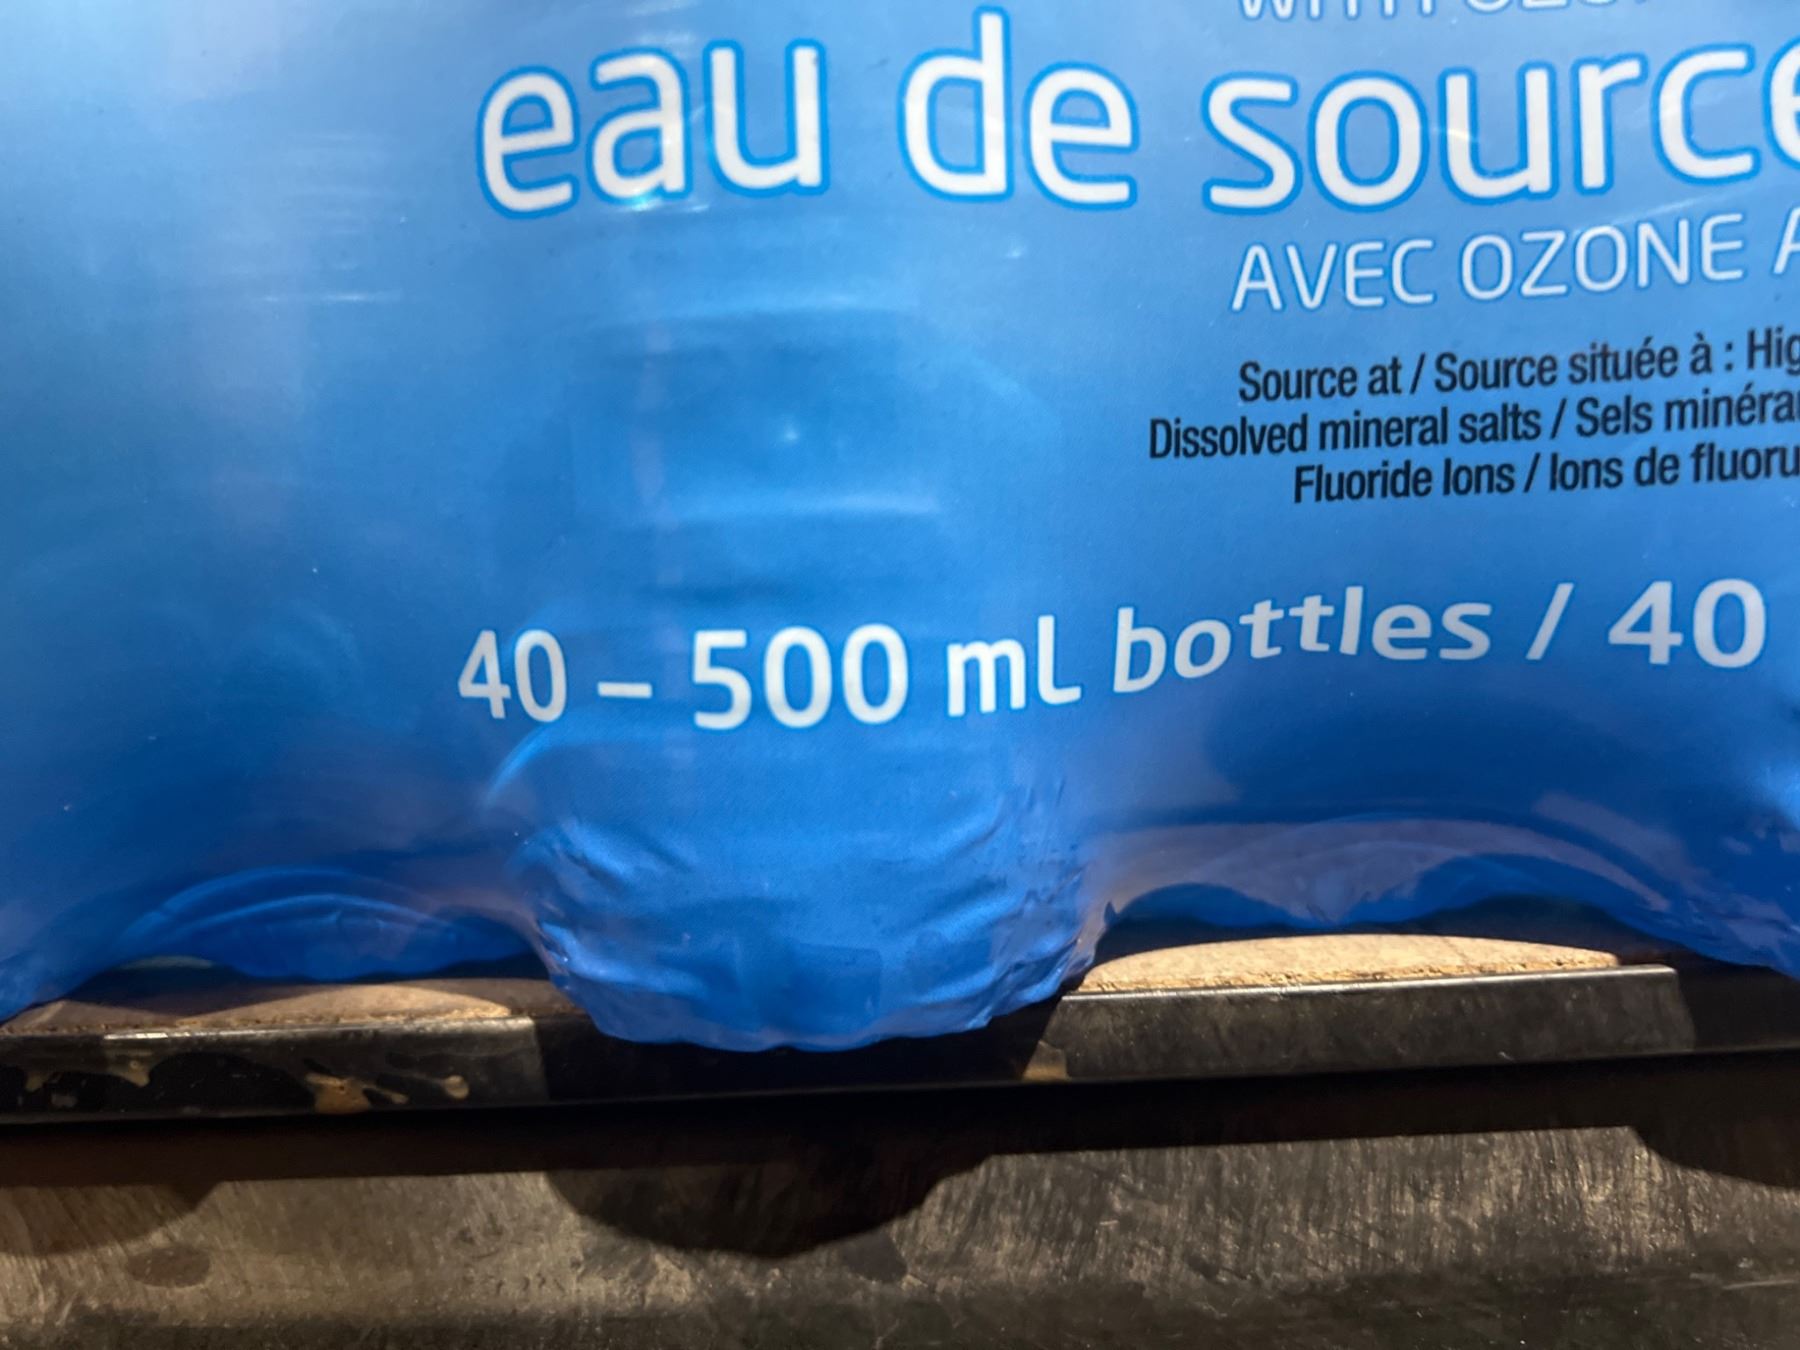 WITH
eau de source
AVEC OZONE
Source at / Source située à :
Dissolved mineral salts / Sels
Fluoride Ions / Ions de
40 – 500 mL bottles / 40